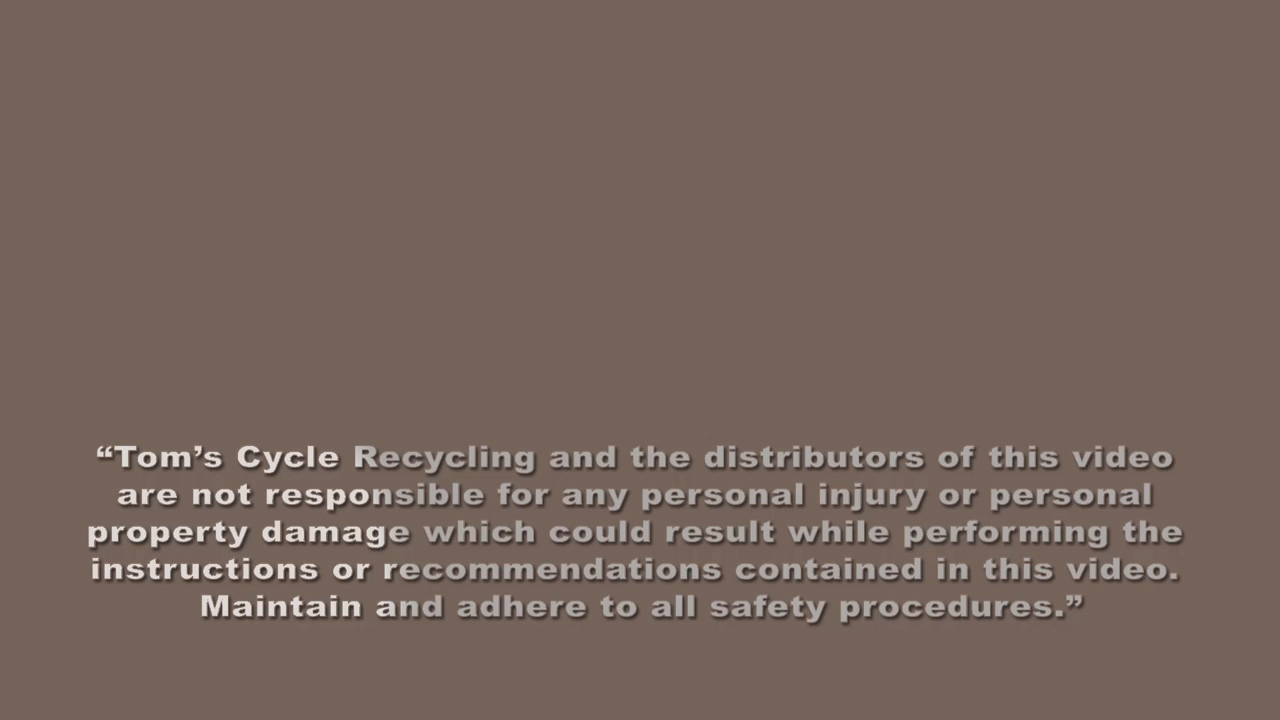 “Tom’s Cycle Recycling and the distributors of this video
are not responsible for any personal injury or personal
property damage which could result while performing the
instructions or recommendations contained in this video.
Maintain and adhere to all safety procedures.”